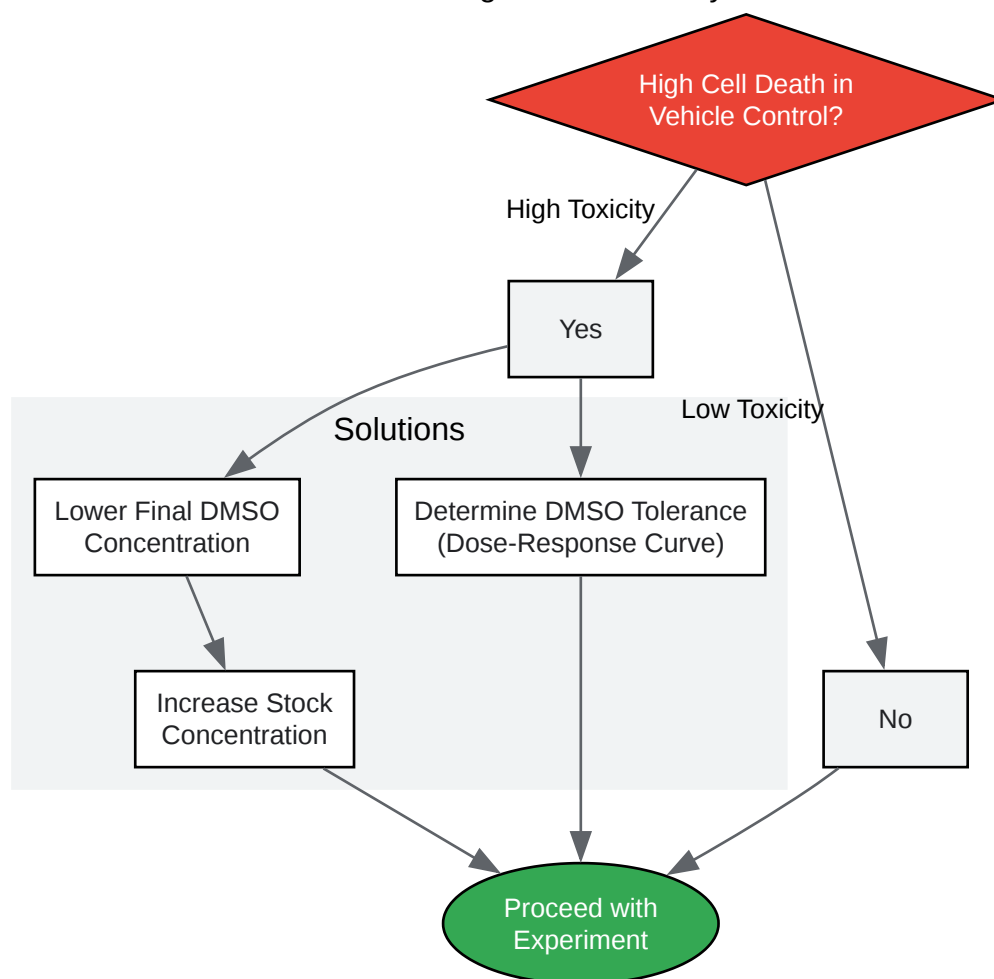 High Cell Death in
Vehicle Control?
High Toxicity
Yes
Low Toxicity
Solutions
Lower Final DMSO
Concentration
Determine DMSO Tolerance
(Dose-Response Curve)
Increase Stock
Concentration
No
Proceed with
Experiment